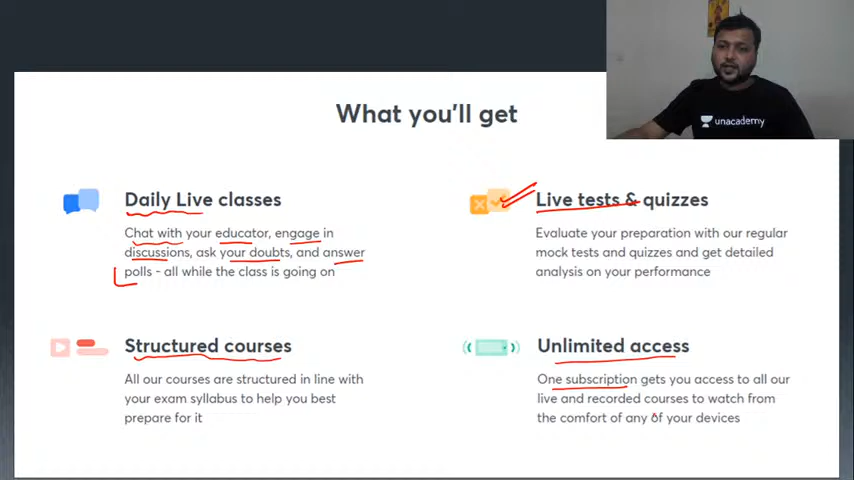 What you'll get
unacademy
Daily Live classes
Chat with your educator, engage in
discussions, ask your doubts, and answer
polls - all while the class is going on
Live tests & quizzes
Evaluate your preparation with our regular
mock tests and quizzes and get detailed
analysis on your performance
Structured courses
All our courses are structured in line with
your exam syllabus to help you best
prepare for it
Unlimited access
One subscription gets you access to all our
live and recorded courses to watch from
the comfort of any of your devices